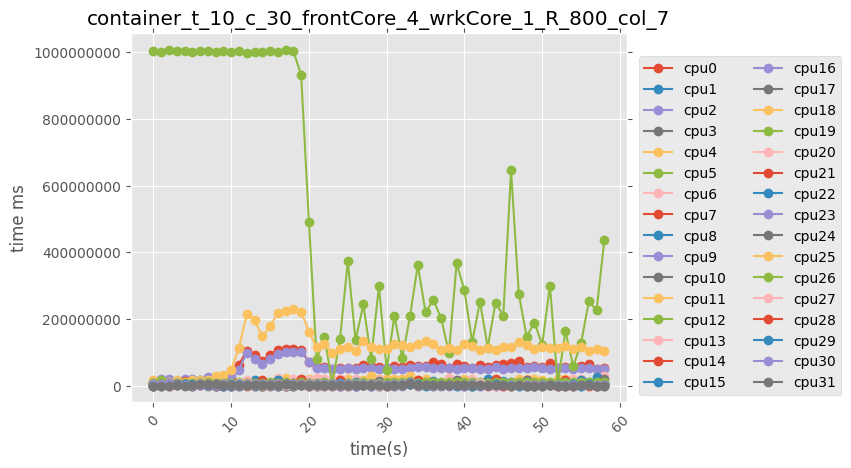 container_t_10_c_30_frontCore_4_wrkCore_1_R_800_col_7
1000000000
800000000
600000000
400000000
200000000
0
time ms
0
10
20
30
40
50
60
time(s)
cpu0
cpu1
cpu2
cpu3
cpu4
cpu5
cpu6
cpu7
cpu8
cpu9
cpu10
cpu11
cpu12
cpu13
cpu14
cpu15
cpu16
cpu17
cpu18
cpu19
cpu20
cpu21
cpu22
cpu23
cpu24
cpu25
cpu26
cpu27
cpu28
cpu29
cpu30
cpu31